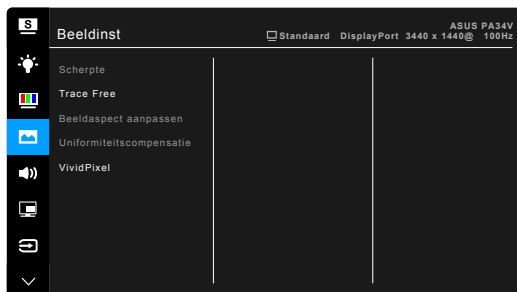 S
Beeldinst
Standaard DisplayPort 3440 x 1440@ 100Hz
ASUS PA34V
Scherpte
Trace Free
Beeldaspect aanpassen
Uniformiteitscompensatie
VividPixel